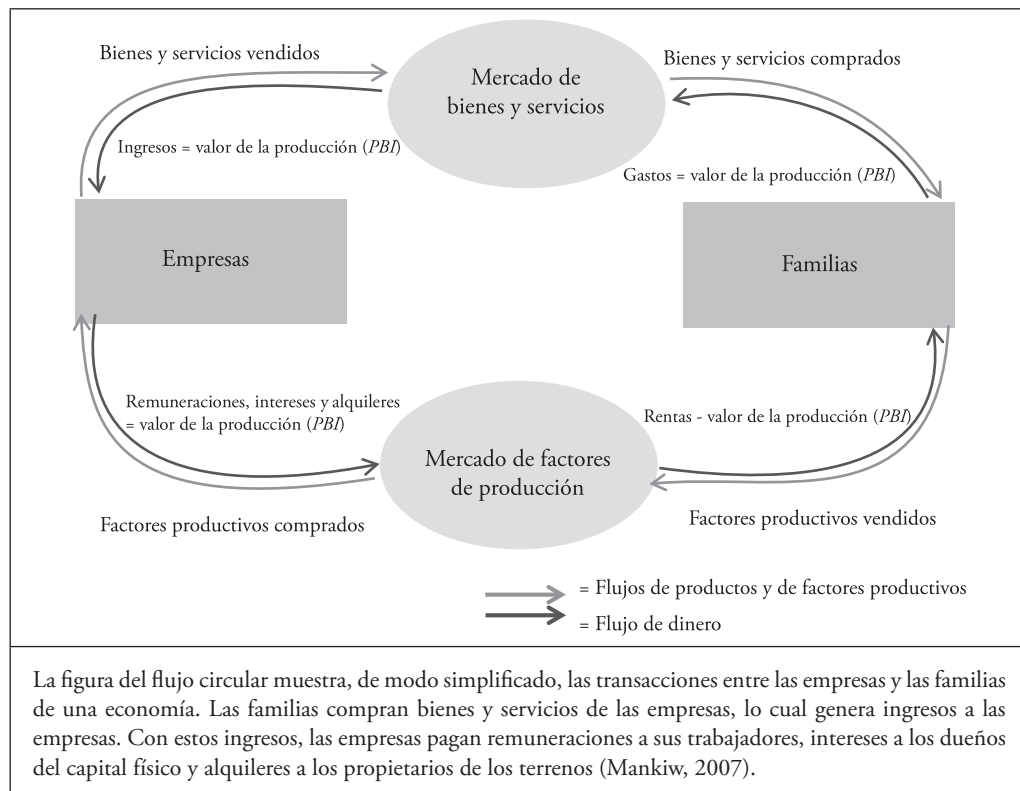 Bienes y servicios vendidos
Mercado de
bienes y servicios
Bienes y servicios comprados
Ingresos = valor de la producción (PBI)
Gastos = valor de la producción (PBI)
Empresas
Familias
Remuneraciones, intereses y alquileres
= valor de la producción (PBI)
Rentas - valor de la producción (PBI)
Mercado de factores
de producción
Factores productivos comprados
Factores productivos vendidos
= Flujos de productos y de factores productivos
= Flujo de dinero
La figura del flujo circular muestra, de modo simplificado, las transacciones entre las empresas y las familias
de una economía. Las familias compran bienes y servicios de las empresas, lo cual genera ingresos a las
empresas. Con estos ingresos, las empresas pagan remuneraciones a sus trabajadores, intereses a los dueños
del capital físico y alquileres a los propietarios de los terrenos (Mankiw, 2007).